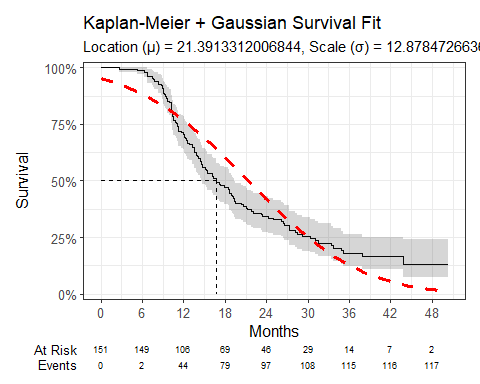 Kaplan-Meier + Gaussian Survival Fit
Location (μ) = 21.3913312006844, Scale (σ) = 12.8784726636
100%
75%
50%
25%
0%
Survival
0 6 12 18 24 30 36 42 48
Months
At Risk 151 149 106 69 46 29 14 7 2
Events 0 2 44 79 97 108 115 116 117